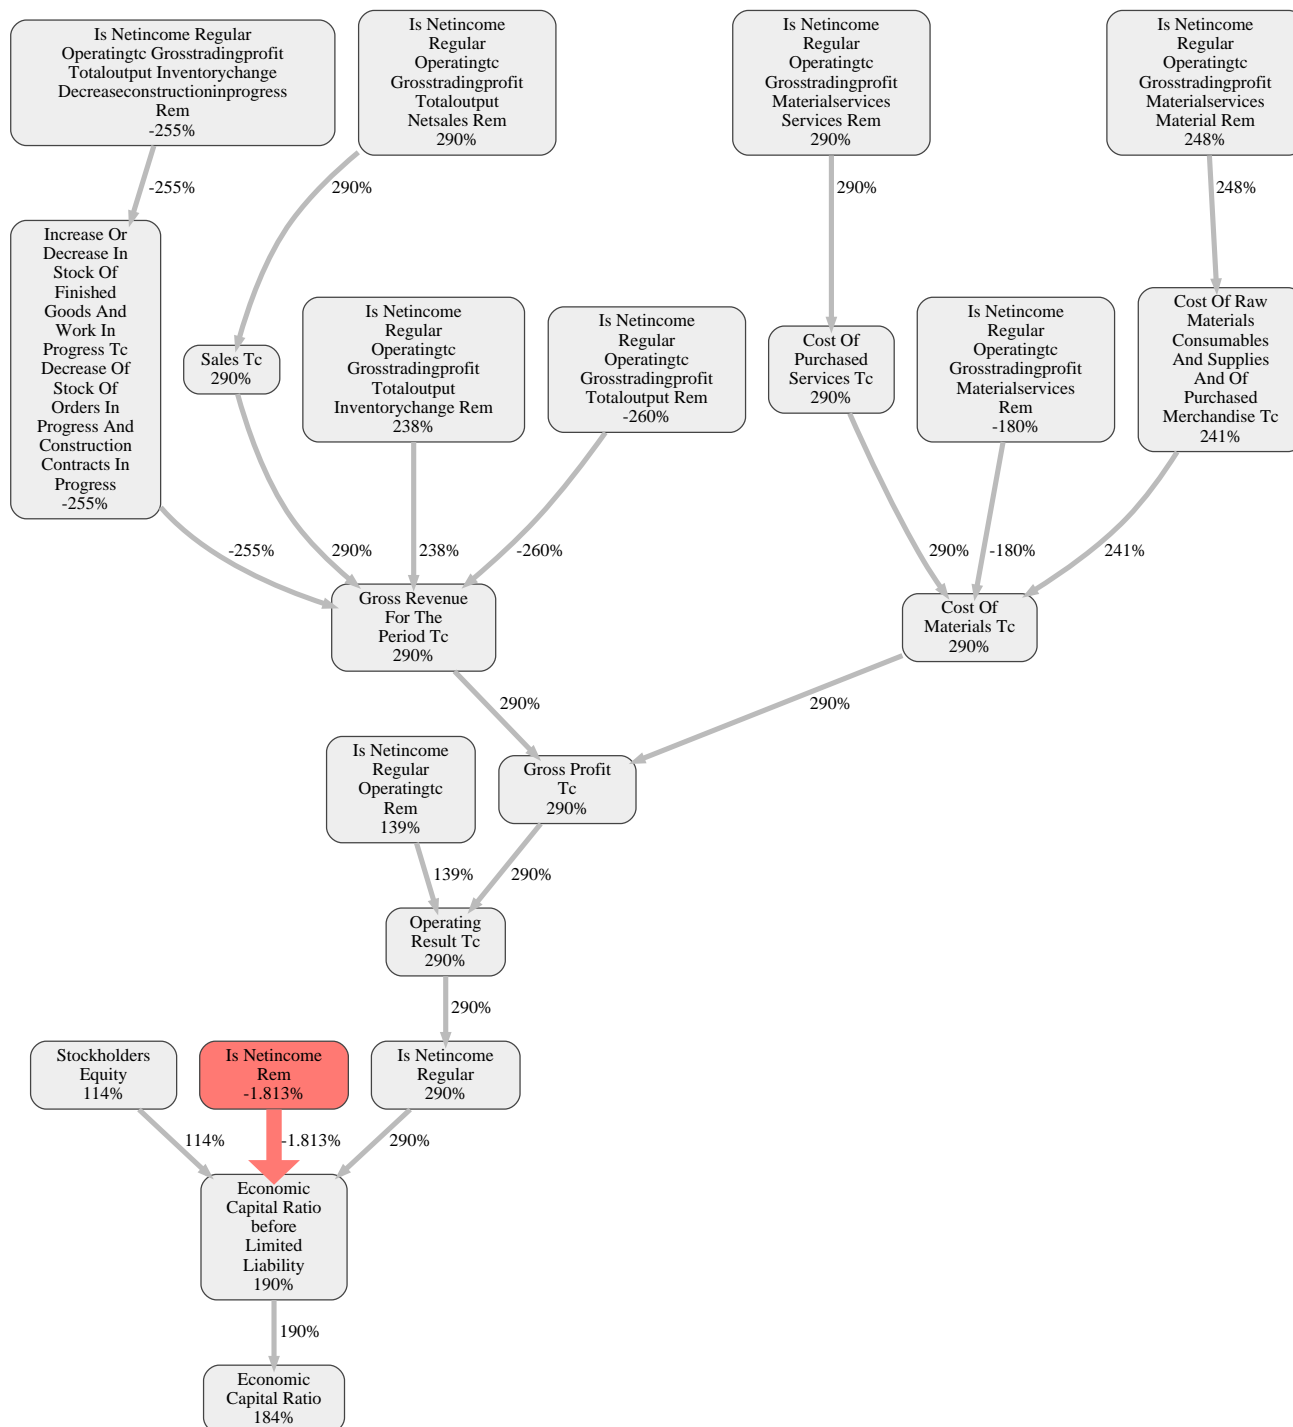 Is Netincome Regular
Operatingtc Grosstradingprofit
Totaloutput Inventorychange
Decreaseconstructioninprogress
Rem
-255%
Is Netincome
Regular
Operatingtc
Grosstradingprofit
Totaloutput
Netsales Rem
290%
Is Netincome
Regular
Operatingtc
Grosstradingprofit
Materialservices
Services Rem
290%
Is Netincome
Regular
Operatingtc
Grosstradingprofit
Materialservices
Material Rem
248%
-255%
290%
290%
248%
Increase Or
Decrease In
Stock Of
Finished
Goods And
Work In
Progress Tc
Decrease Of
Stock Of
Orders In
Progress And
Construction
Contracts In
Progress
-255%
Sales Tc
290%
Is Netincome
Regular
Operatingtc
Grosstradingprofit
Totaloutput
Inventorychange Rem
238%
Is Netincome
Regular
Operatingtc
Grosstradingprofit
Totaloutput Rem
-260%
Cost Of
Purchased
Services Tc
290%
Is Netincome
Regular
Operatingtc
Grosstradingprofit
Materialservices
Rem
-180%
Cost Of Raw
Materials
Consumables
And Supplies
And Of
Purchased
Merchandise Tc
241%
-255%
290%
238%
-260%
290%
-180%
241%
Gross Revenue
For The
Period Tc
290%
Cost Of
Materials Tc
290%
290%
290%
Is Netincome
Regular
Operatingtc
Rem
139%
Gross Profit
Tc
290%
139%
290%
Operating
Result Tc
290%
290%
Stockholders
Equity
114%
Is Netincome
Rem
-1.813%
Is Netincome
Regular
290%
114%
-1.813%
290%
Economic
Capital Ratio
before
Limited
Liability
190%
190%
Economic
Capital Ratio
184%